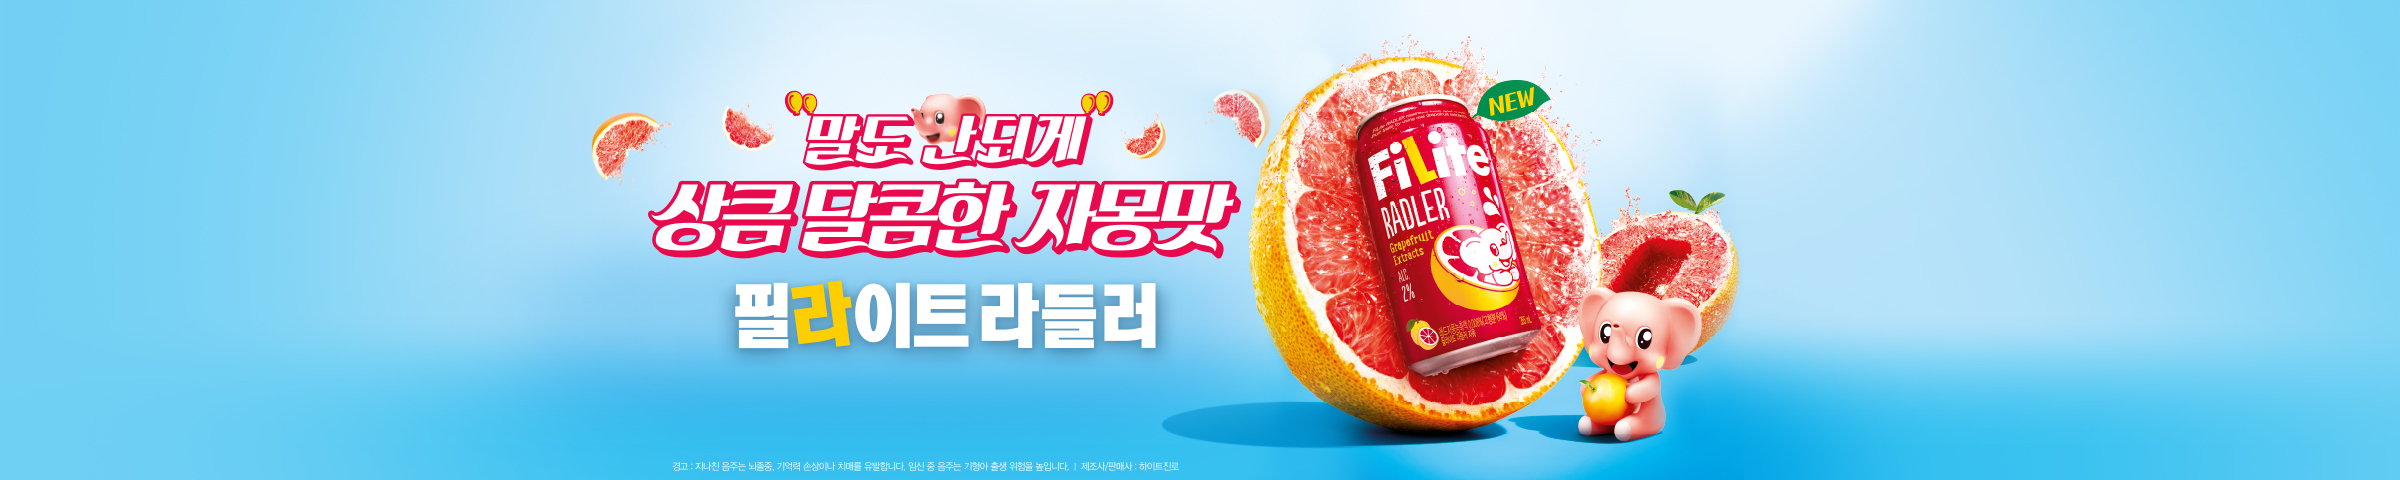 "말도 안되게"
상큼 달콤한 자몽맛
필라이트 라들러
NEW
FiLite
RADLER
Grapefruit
Extracts
ALC.
2%
355 mL
경고 : 지나친 음주는 뇌졸중, 기억력 손상이나 치매를 유발합니다. 임신 중 음주는 기형아 출생 위험을 높입니다. | 제조사/판매사 : 하이트진로